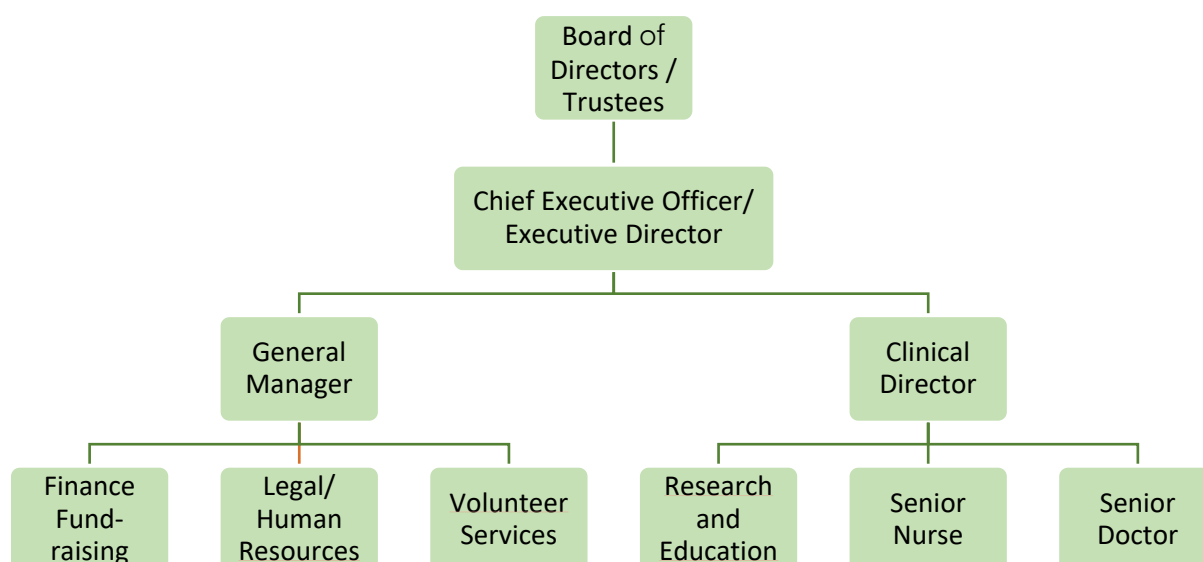 Board of
Directors /
Trustees
Chief Executive Officer/
Executive Director
General
Manager
Clinical
Director
Finance
Fund-
raising
Legal/
Human
Resources
Volunteer
Services
Research
and
Education
Senior
Nurse
Senior
Doctor